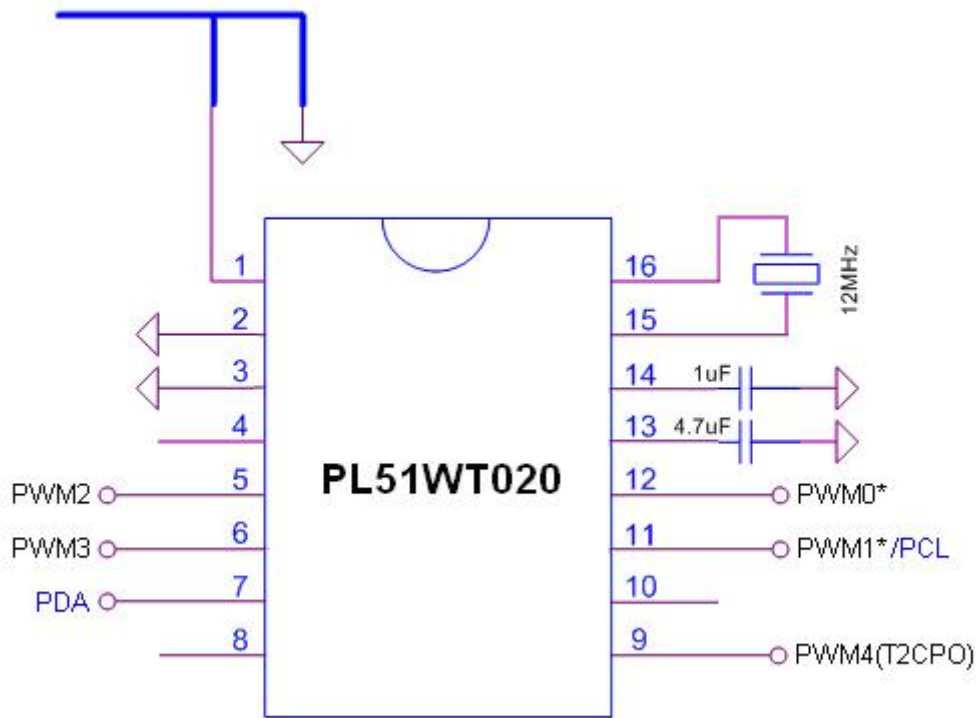 1
16
12MHz
2
15
3
14
1uF
4
13
4.7uF
PL51WT020
PWM2
5
12
PWM0*
PWM3
6
11
PWM1*/PCL
PDA
7
10
8
9
PWM4(T2CPO)